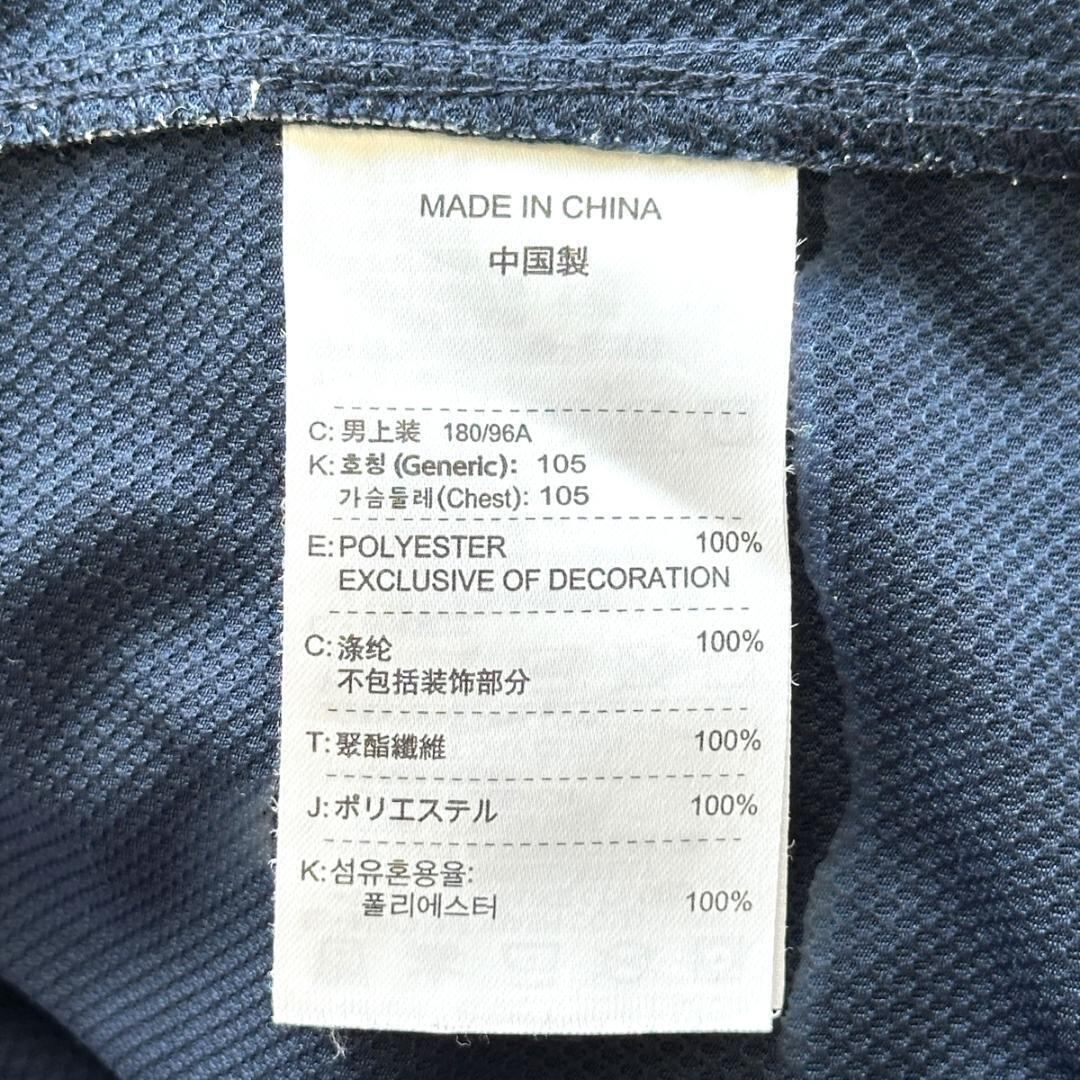 MADE IN CHINA
中国製
C: 男上装 180/96A
K: 호칭 (Generic): 105
가슴둘레(Chest): 105
E: POLYESTER 100%
EXCLUSIVE OF DECORATION
C: 涤纶 100%
不包括装饰部分
T: 聚酯纖維 100%
J: ポリエステル 100%
K: 섬유혼용율:
폴리에스터 100%